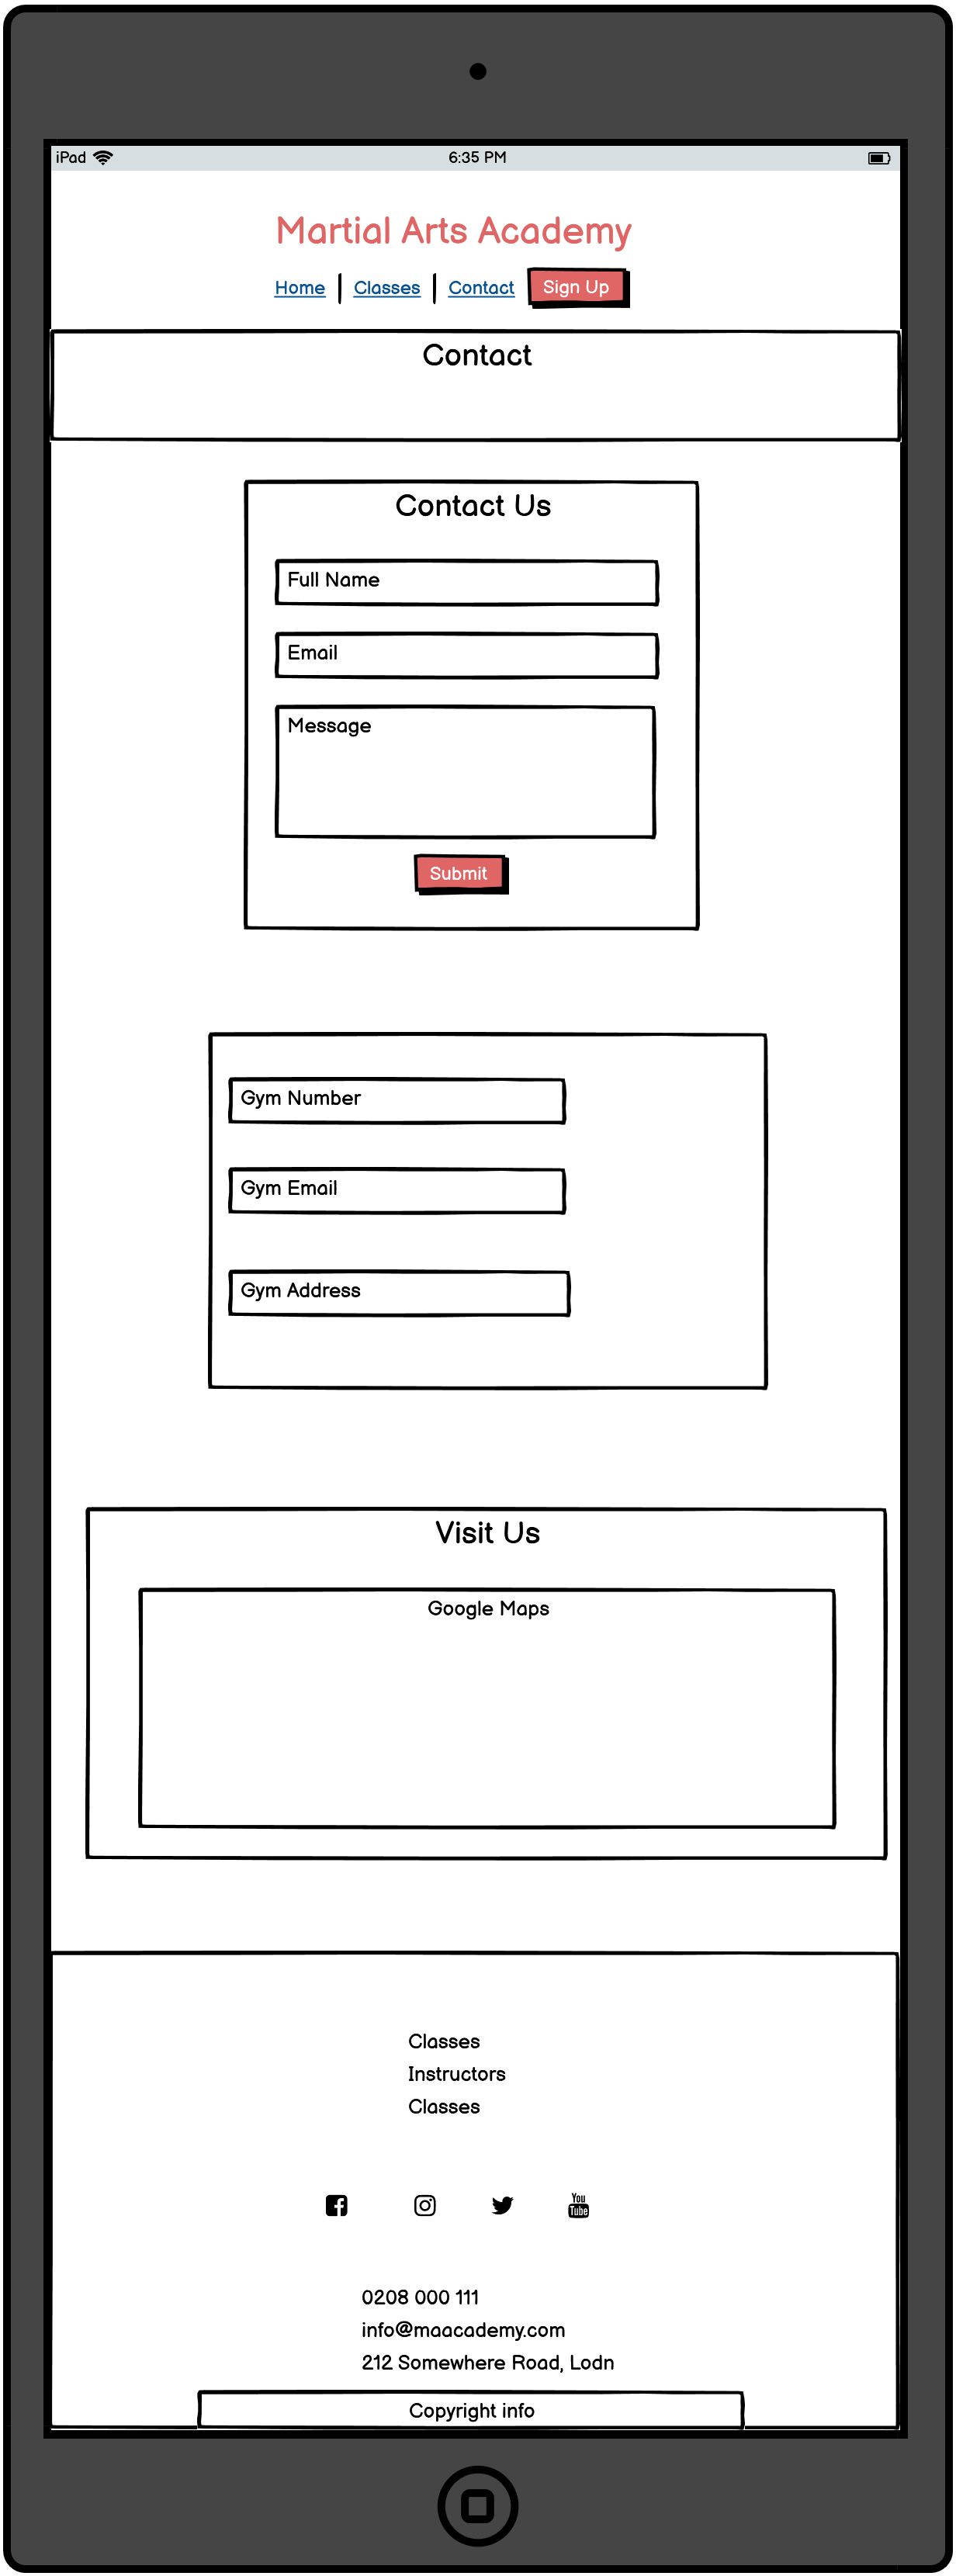 iPad 6:35 PM
Martial Arts Academy
Home Classes Contact Sign Up
Contact
Contact Us
Full Name
Email
Message
Submit
Gym Number
Gym Email
Gym Address
Visit Us
Google Maps
Classes
Instructors
Classes
You
Tube
0208 000 111
info@maacademy.com
212 Somewhere Road, Lodn
Copyright info